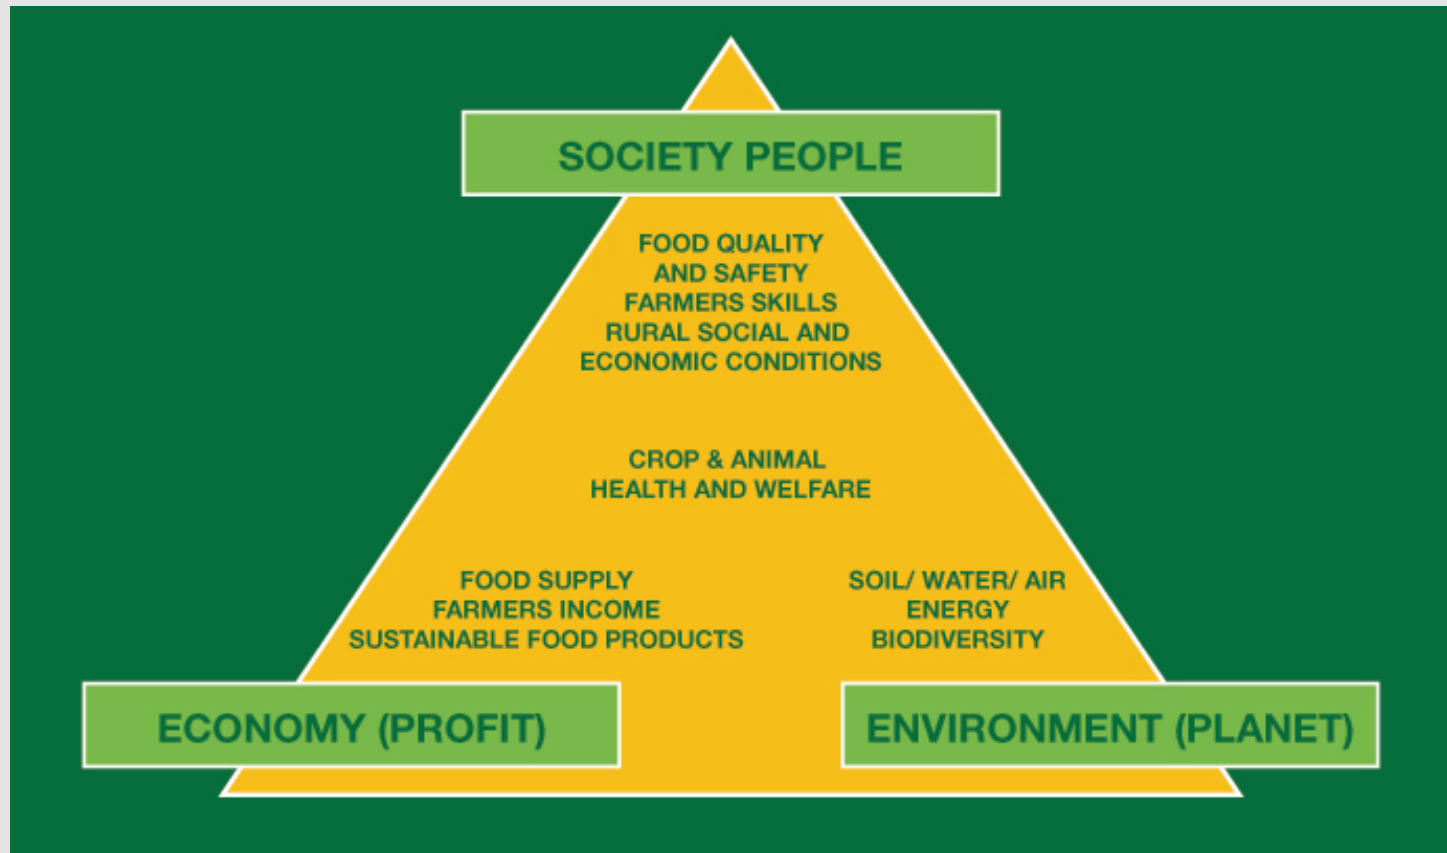 SOCIETY PEOPLE
FOOD QUALITY
AND SAFETY
FARMERS SKILLS
RURAL SOCIAL AND
ECONOMIC CONDITIONS
CROP & ANIMAL
HEALTH AND WELFARE
FOOD SUPPLY
FARMERS INCOME
SUSTAINABLE FOOD PRODUCTS
SOIL/ WATER/ AIR
ENERGY
BIODIVERSITY
ECONOMY (PROFIT)
ENVIRONMENT (PLANET)